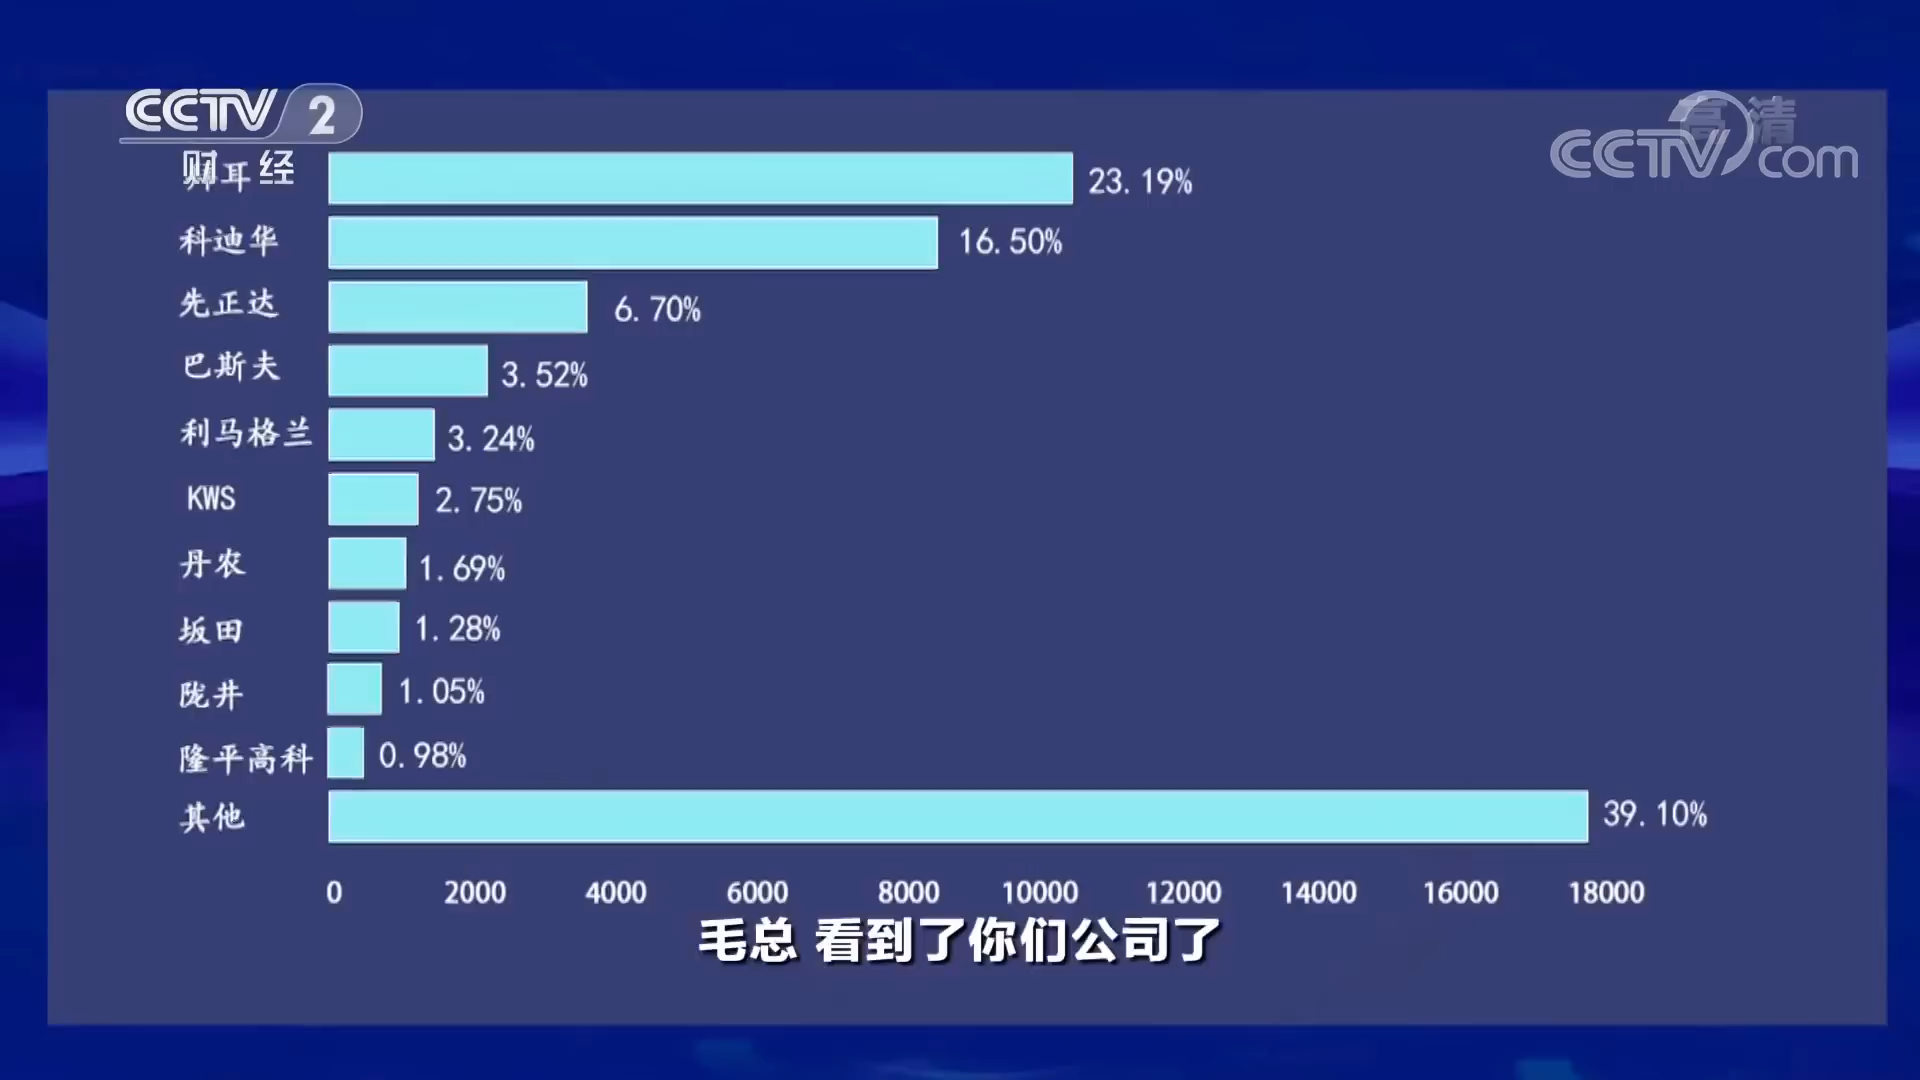 CCTV 2
财经
高清
CCTV.com
拜耳 23.19%
科迪华 16.50%
先正达 6.70%
巴斯夫 3.52%
利马格兰 3.24%
KWS 2.75%
丹农 1.69%
坂田 1.28%
陇井 1.05%
隆平高科 0.98%
其他 39.10%
0 2000 4000 6000 8000 10000 12000 14000 16000 18000
毛总 看到了你们公司了